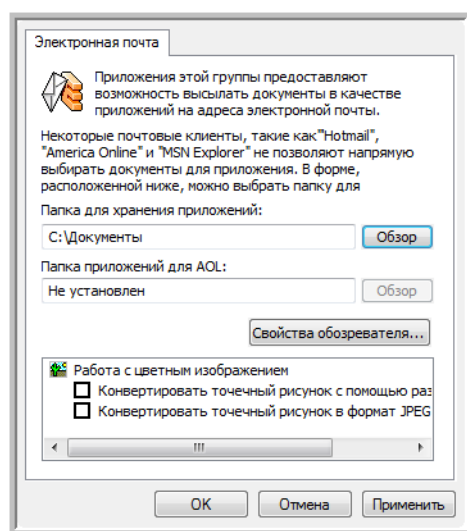 Электронная почта
Приложения этой группы предоставляют
возможность высылать документы в качестве
приложений на адреса электронной почты.
Некоторые почтовые клиенты, такие как"Hotmail",
"America Online" и "MSN Explorer" не позволяют напрямую
выбирать документы для приложения. В форме,
расположенной ниже, можно выбрать папку для
Папка для хранения приложений:
C:\Документы
Обзор
Папка приложений для AOL:
Не установлен
Обзор
Свойства обозревателя...
Работа с цветным изображением
Конвертировать точечный рисунок с помощью раз
Конвертировать точечный рисунок в формат JPEG
OK
Отмена
Применить